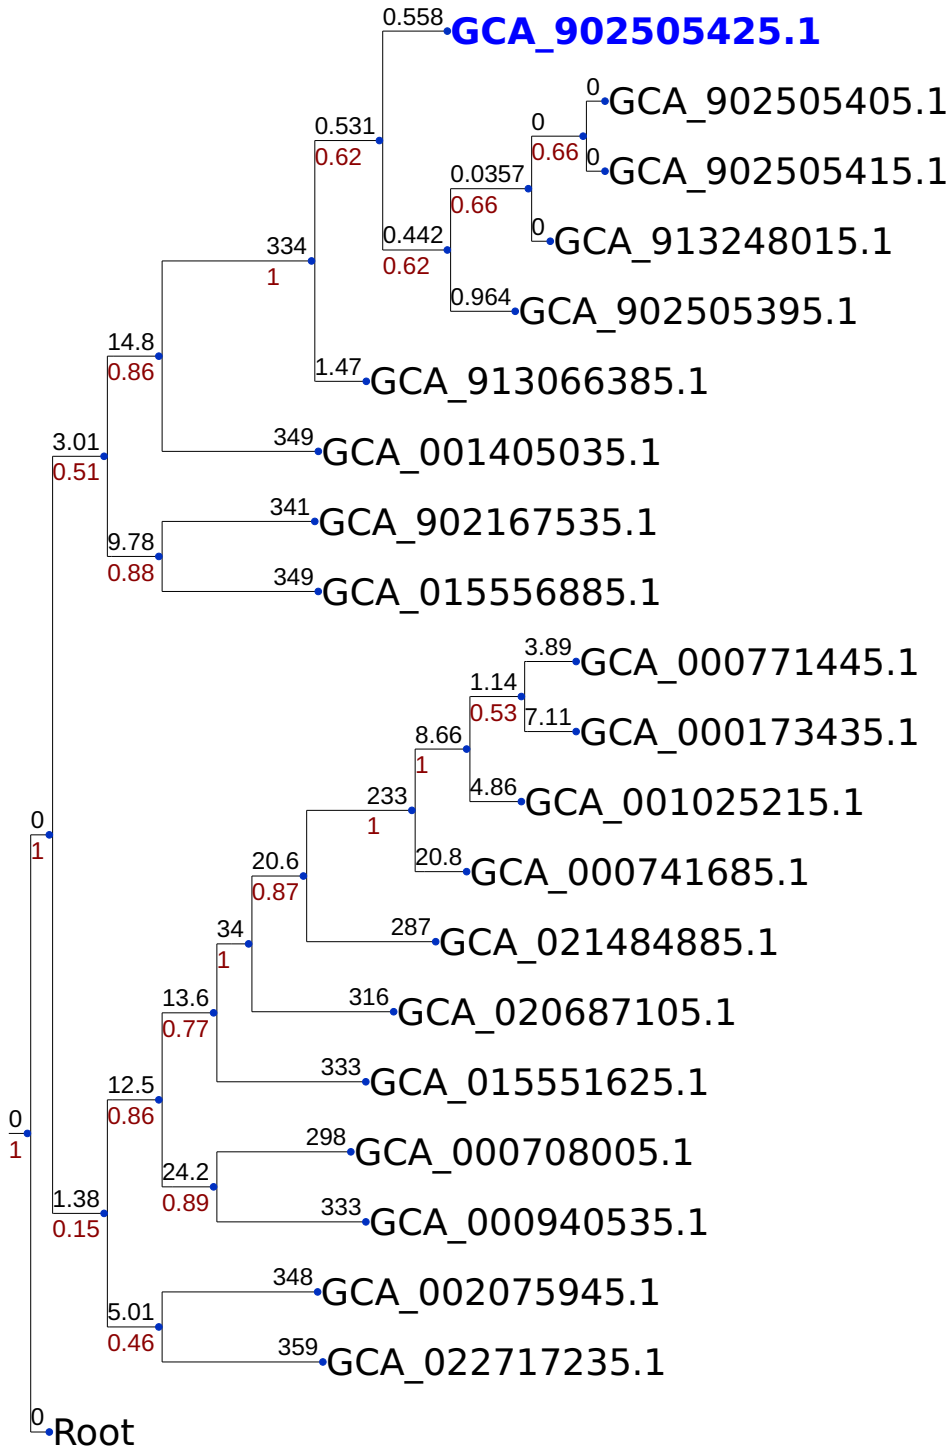 0.558
GCA_902505425.1
0
GCA_902505405.1
0.531
0.62
0
0.66
0
GCA_902505415.1
0.0357
0.66
0.442
0.62
0
GCA_913248015.1
334
1
0.964
GCA_902505395.1
14.8
0.86
1.47
GCA_913066385.1
3.01
0.51
349
GCA_001405035.1
341
GCA_902167535.1
9.78
0.88
349
GCA_015556885.1
3.89
GCA_000771445.1
1.14
0.53
7.11
GCA_000173435.1
8.66
1
4.86
GCA_001025215.1
233
1
0
1
20.6
0.87
20.8
GCA_000741685.1
34
1
287
GCA_021484885.1
13.6
0.77
316
GCA_020687105.1
12.5
0.86
333
GCA_015551625.1
0
1
298
GCA_000708005.1
24.2
0.89
333
GCA_000940535.1
1.38
0.15
348
GCA_002075945.1
5.01
0.46
359
GCA_022717235.1
0
Root